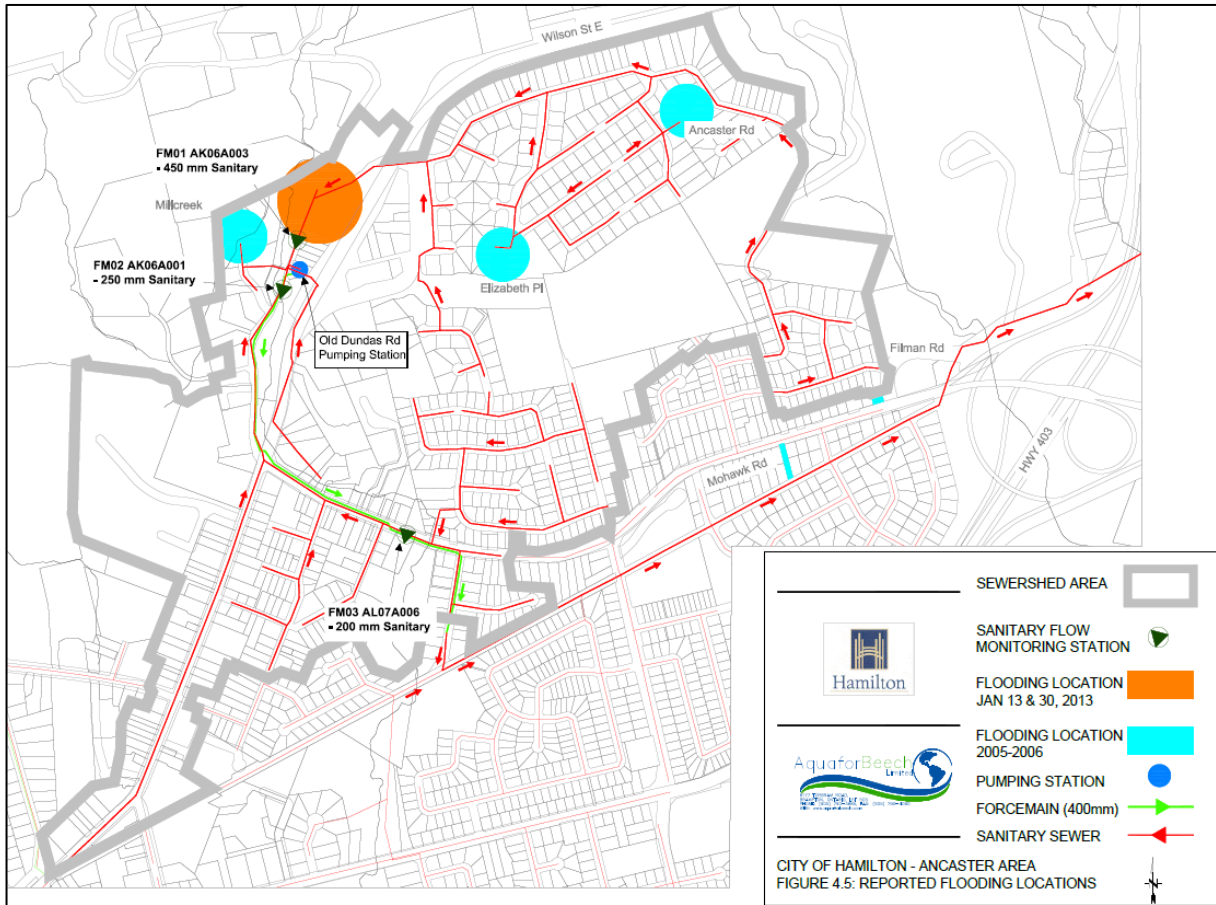 Wilson St E
Ancaster Rd
FM01 AK06A003
- 450 mm Sanitary
Millcreek
FM02 AK06A001
- 250 mm Sanitary
Elizabeth Pl
Old Dundas Rd
Pumping Station
Filman Rd
HWY 403
Mohawk Rd
FM03 AL07A006
- 200 mm Sanitary
SEWERSHED AREA
SANITARY FLOW
MONITORING STATION
Hamilton
FLOODING LOCATION
JAN 13 & 30, 2013
FLOODING LOCATION
2005-2006
AquaforBeech
Limited
PUMPING STATION
FORCEMAIN (400mm)
SANITARY SEWER
CITY OF HAMILTON - ANCASTER AREA
FIGURE 4.5: REPORTED FLOODING LOCATIONS
N